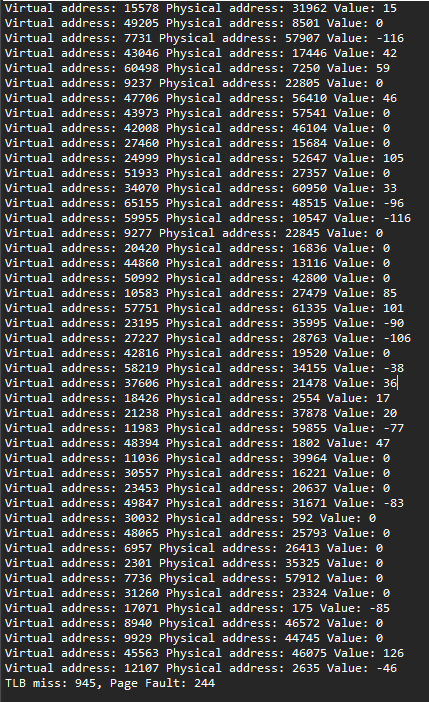 Virtual address: 15578 Physical address: 31962 Value: 15
Virtual address: 49205 Physical address: 8501 Value: 0
Virtual address: 7731 Physical address: 57907 Value: -116
Virtual address: 43046 Physical address: 17446 Value: 42
Virtual address: 60498 Physical address: 7250 Value: 59
Virtual address: 9237 Physical address: 22805 Value: 0
Virtual address: 47706 Physical address: 56410 Value: 46
Virtual address: 43973 Physical address: 57541 Value: 0
Virtual address: 42008 Physical address: 46104 Value: 0
Virtual address: 27460 Physical address: 15684 Value: 0
Virtual address: 24999 Physical address: 52647 Value: 105
Virtual address: 51933 Physical address: 27357 Value: 0
Virtual address: 34070 Physical address: 60950 Value: 33
Virtual address: 65155 Physical address: 48515 Value: -96
Virtual address: 59955 Physical address: 10547 Value: -116
Virtual address: 9277 Physical address: 22845 Value: 0
Virtual address: 20420 Physical address: 16836 Value: 0
Virtual address: 44860 Physical address: 13116 Value: 0
Virtual address: 50992 Physical address: 42800 Value: 0
Virtual address: 10583 Physical address: 27479 Value: 85
Virtual address: 57751 Physical address: 61335 Value: 101
Virtual address: 23195 Physical address: 35995 Value: -90
Virtual address: 27227 Physical address: 28763 Value: -106
Virtual address: 42816 Physical address: 19520 Value: 0
Virtual address: 58219 Physical address: 34155 Value: -38
Virtual address: 37606 Physical address: 21478 Value: 36
Virtual address: 18426 Physical address: 2554 Value: 17
Virtual address: 21238 Physical address: 37878 Value: 20
Virtual address: 11983 Physical address: 59855 Value: -77
Virtual address: 48394 Physical address: 1802 Value: 47
Virtual address: 11036 Physical address: 39964 Value: 0
Virtual address: 30557 Physical address: 16221 Value: 0
Virtual address: 23453 Physical address: 20637 Value: 0
Virtual address: 49847 Physical address: 31671 Value: -83
Virtual address: 30032 Physical address: 592 Value: 0
Virtual address: 48065 Physical address: 25793 Value: 0
Virtual address: 6957 Physical address: 26413 Value: 0
Virtual address: 2301 Physical address: 35325 Value: 0
Virtual address: 7736 Physical address: 57912 Value: 0
Virtual address: 31260 Physical address: 23324 Value: 0
Virtual address: 17071 Physical address: 175 Value: -85
Virtual address: 8940 Physical address: 46572 Value: 0
Virtual address: 9929 Physical address: 44745 Value: 0
Virtual address: 45563 Physical address: 46075 Value: 126
Virtual address: 12107 Physical address: 2635 Value: -46
TLB miss: 945, Page Fault: 244